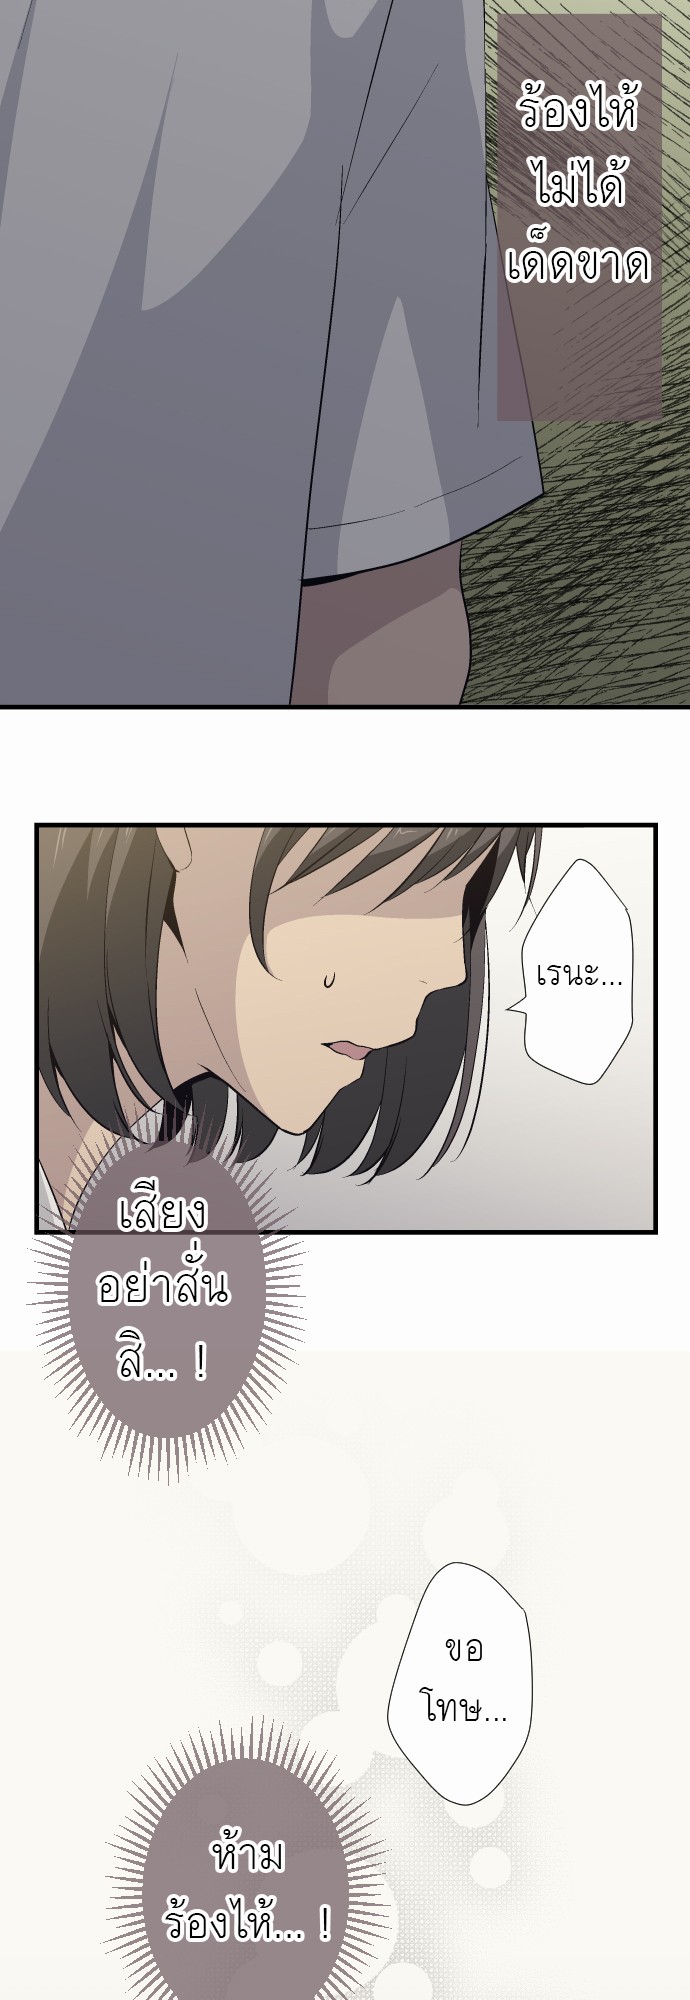 ร้องไห้
ไม่ได้
เด็ดขาด
เรนะ...
เสียง
อย่าสั่น
สิ... !
ขอ
โทษ...
ห้าม
ร้องไห้... !